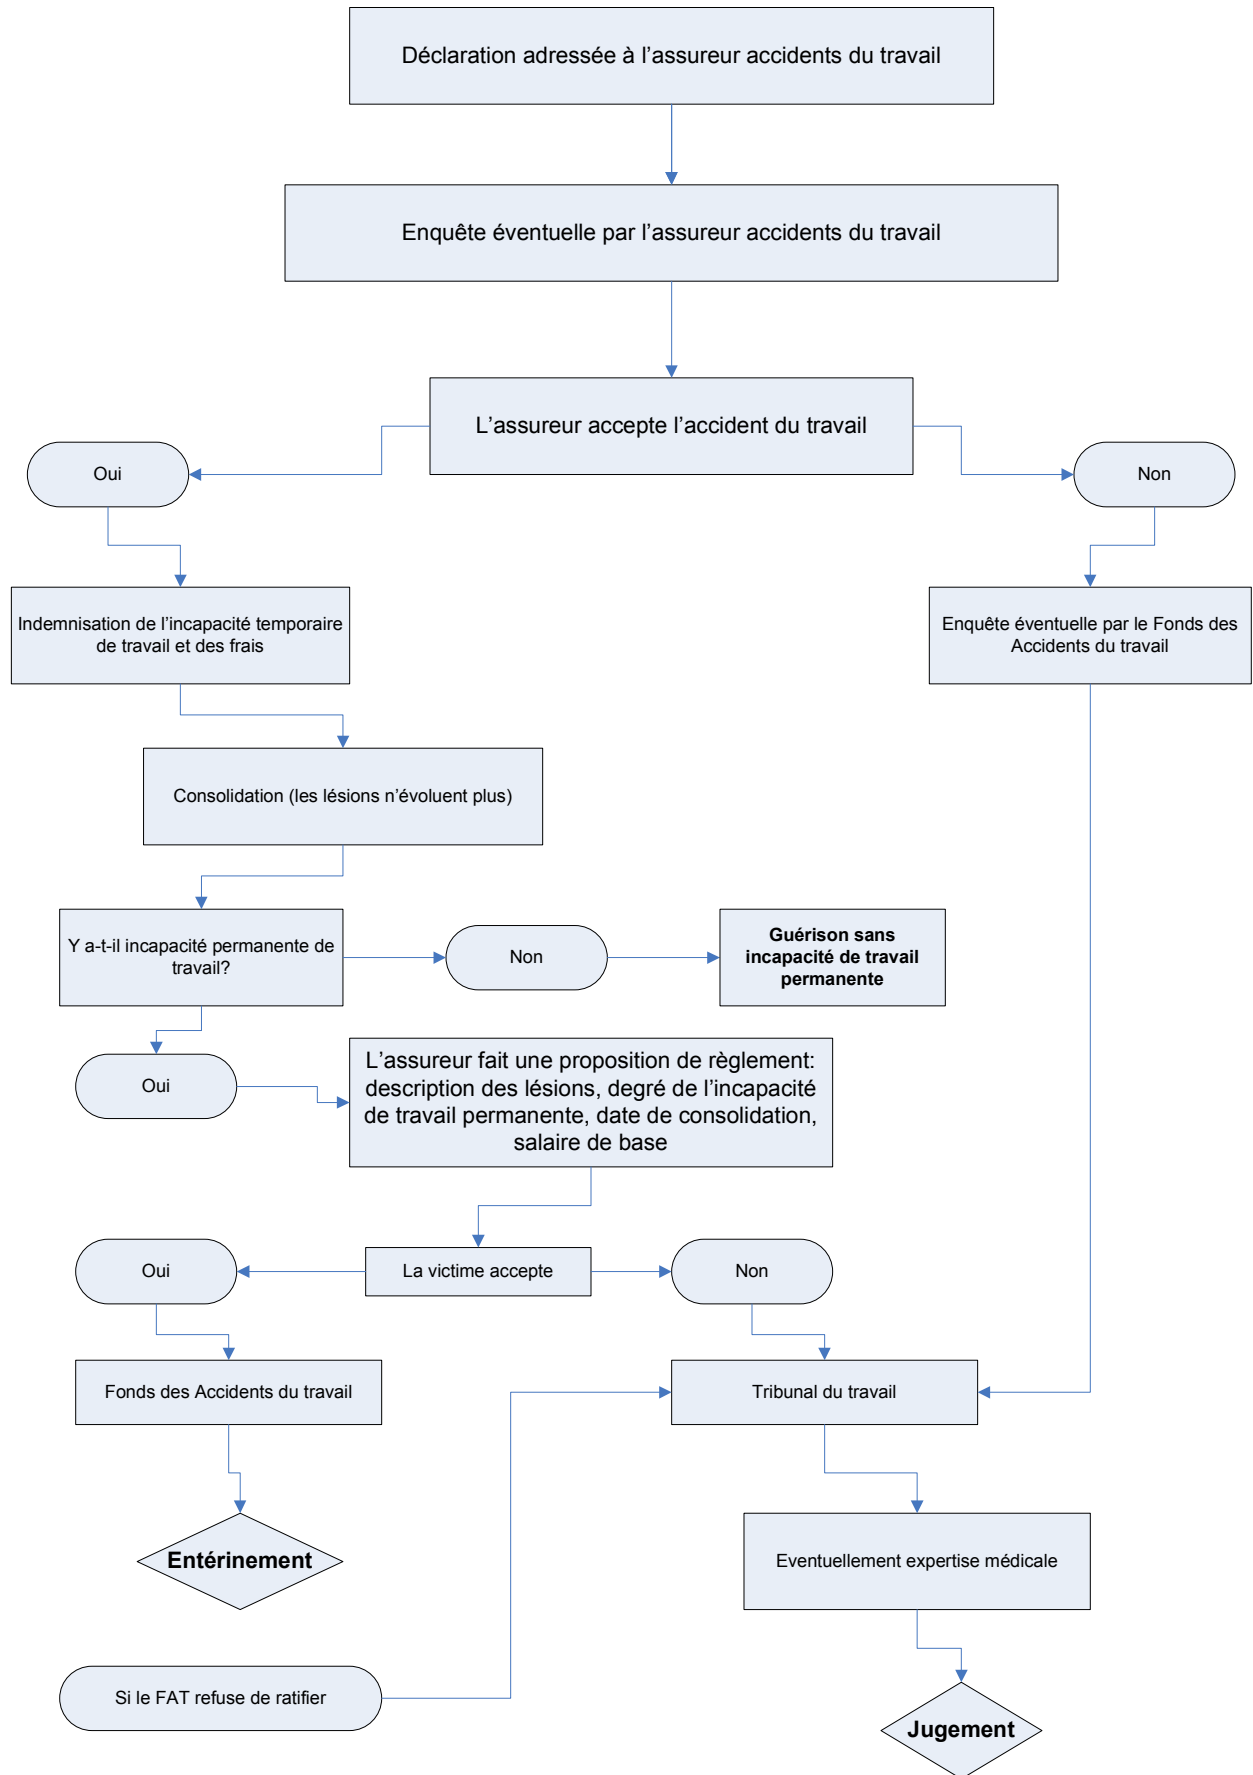 Déclaration adressée à l’assureur accidents du travail
Enquête éventuelle par l’assureur accidents du travail
L’assureur accepte l’accident du travail
Oui
Non
Indemnisation de l’incapacité temporaire
de travail et des frais
Enquête éventuelle par le Fonds des
Accidents du travail
Consolidation (les lésions n’évoluent plus)
Y a-t-il incapacité permanente de
travail?
Non
Guérison sans
incapacité de travail
permanente
Oui
L’assureur fait une proposition de règlement:
description des lésions, degré de l’incapacité
de travail permanente, date de consolidation,
salaire de base
Oui
La victime accepte
Non
Fonds des Accidents du travail
Tribunal du travail
Entérinement
Eventuellement expertise médicale
Si le FAT refuse de ratifier
Jugement